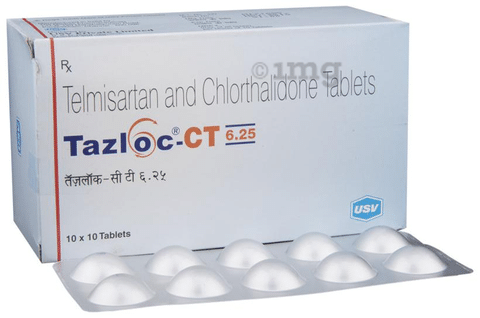 Rx
©1mg
Telmisartan and Chlorthalidone Tablets
Tazloc®-CT 6.25
तॅज़लॉक-सी टी ६.२५
10 x 10 Tablets
USV